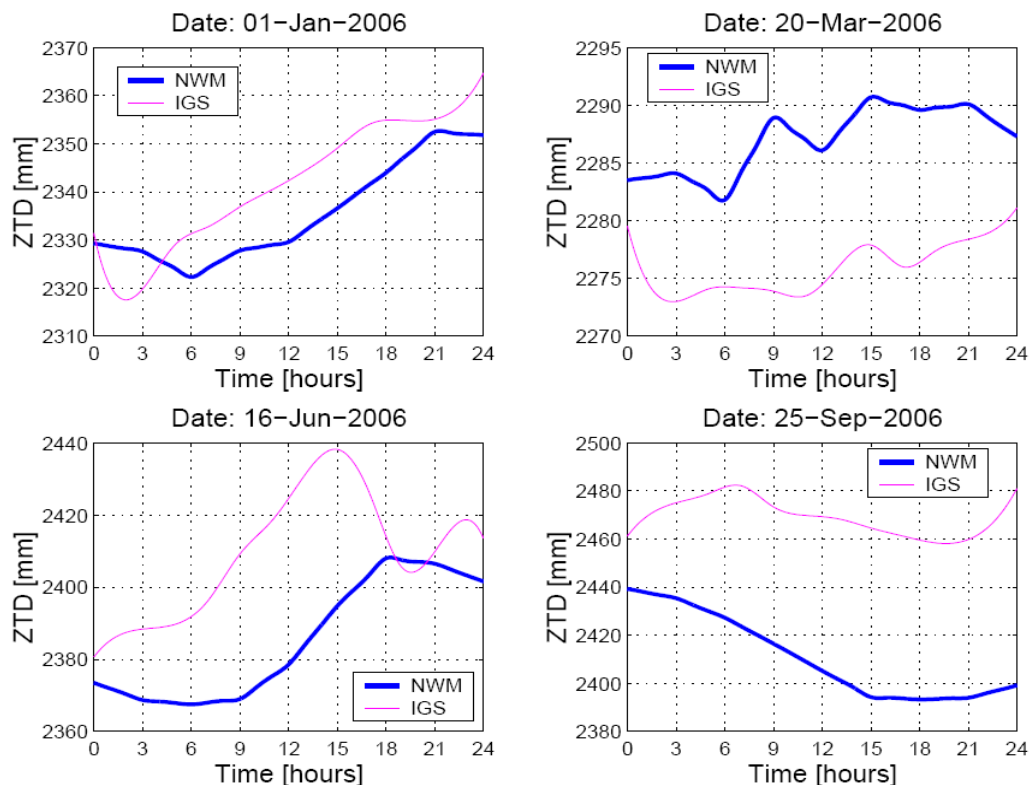 Date: 01−Jan−2006
2370
2360
2350
2340
2330
2320
2310
ZTD [mm]
NWM
IGS
0 3 6 9 12 15 18 21 24
Time [hours]
Date: 20−Mar−2006
2295
2290
2285
2280
2275
2270
ZTD [mm]
NWM
IGS
0 3 6 9 12 15 18 21 24
Time [hours]
Date: 16−Jun−2006
2440
2420
2400
2380
2360
ZTD [mm]
NWM
IGS
0 3 6 9 12 15 18 21 24
Time [hours]
Date: 25−Sep−2006
2500
2480
2460
2440
2420
2400
2380
ZTD [mm]
NWM
IGS
0 3 6 9 12 15 18 21 24
Time [hours]